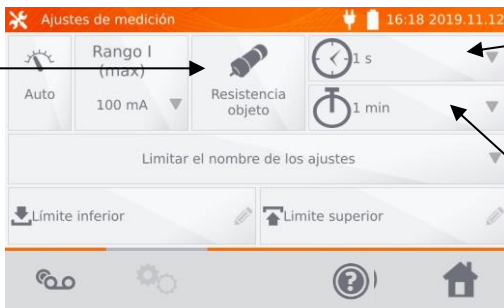 Ajustes de medición
16:18 2019.11.12
Auto
Rango I
(max)
100 mA
Resistencia
objeto
1 s
1 min
Limitar el nombre de los ajustes
Límite inferior
Limite superior